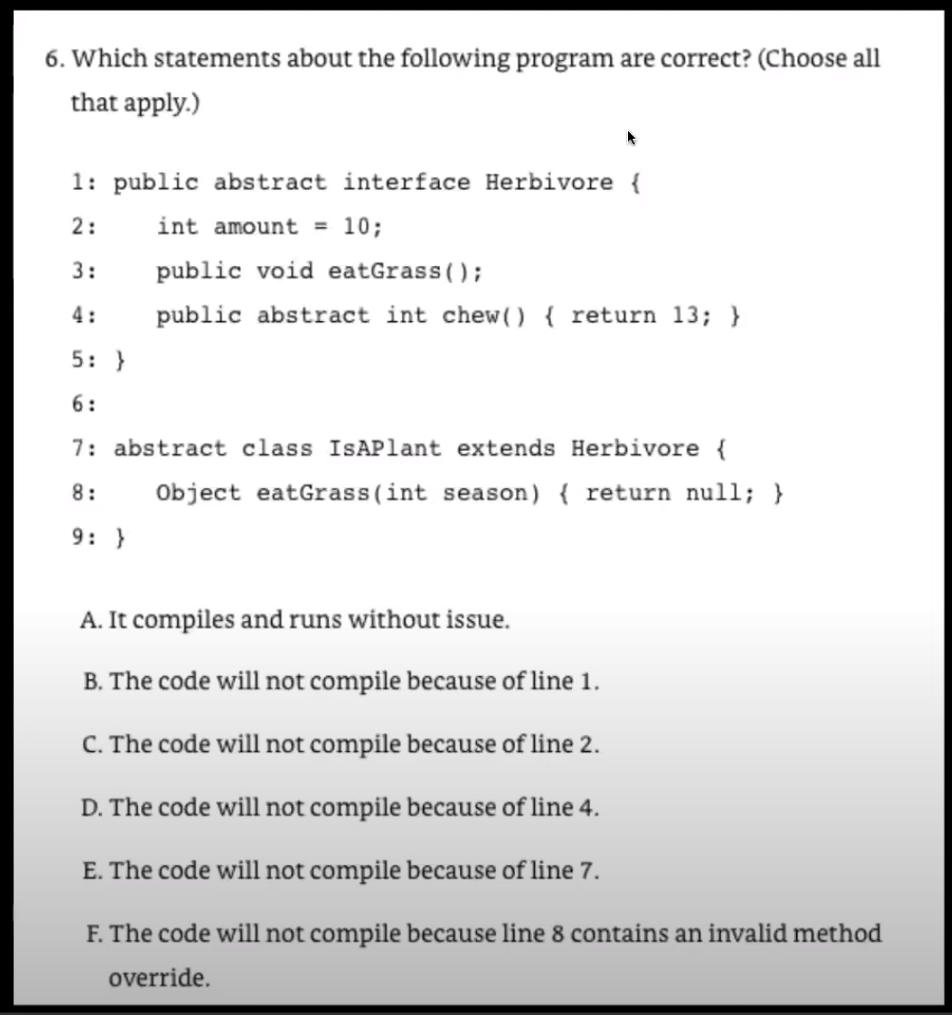 6. Which statements about the following program are correct? (Choose all
that apply.)
1: public abstract interface Herbivore {
2:    int amount = 10;
3:    public void eatGrass();
4:    public abstract int chew() { return 13; }
5: }
6:
7: abstract class IsAPlant extends Herbivore {
8:    Object eatGrass(int season) { return null; }
9: }
A. It compiles and runs without issue.
B. The code will not compile because of line 1.
C. The code will not compile because of line 2.
D. The code will not compile because of line 4.
E. The code will not compile because of line 7.
F. The code will not compile because line 8 contains an invalid method
override.